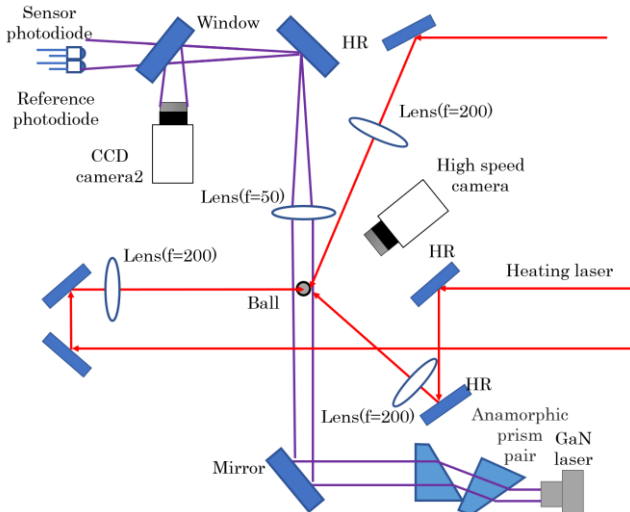 Sensor
photodiode
Window
HR
Reference
photodiode
Lens(f=200)
CCD
camera2
High speed
camera
Lens(f=50)
Lens(f=200)
HR
Heating laser
Ball
HR
Lens(f=200)
Anamorphic
prism
pair
GaN
laser
Mirror